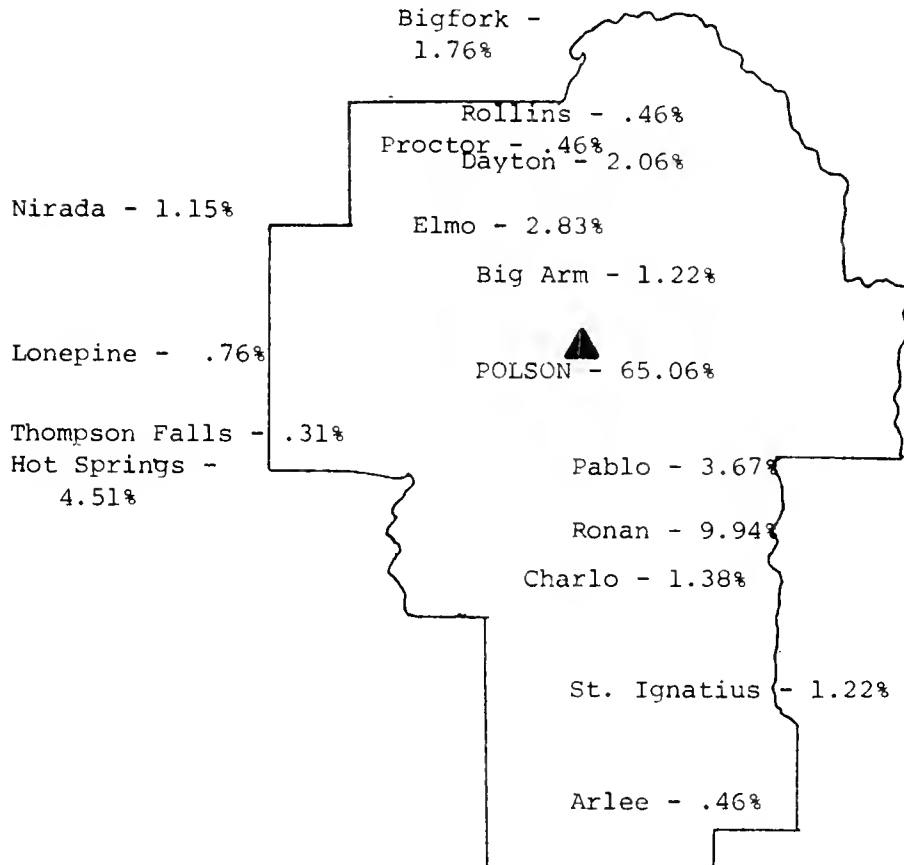 Bigfork -
1.76%
Rollins - .46%
Proctor - .46%
Dayton - 2.06%
Nirada - 1.15%
Elmo - 2.83%
Big Arm - 1.22%
Lonepine - .76%
POLSON - 65.06%
Thompson Falls - .31%
Hot Springs -
4.51%
Pablo - 3.67%
Ronan - 9.94%
Charlo - 1.38%
St. Ignatius - 1.22%
Arlee - .46%